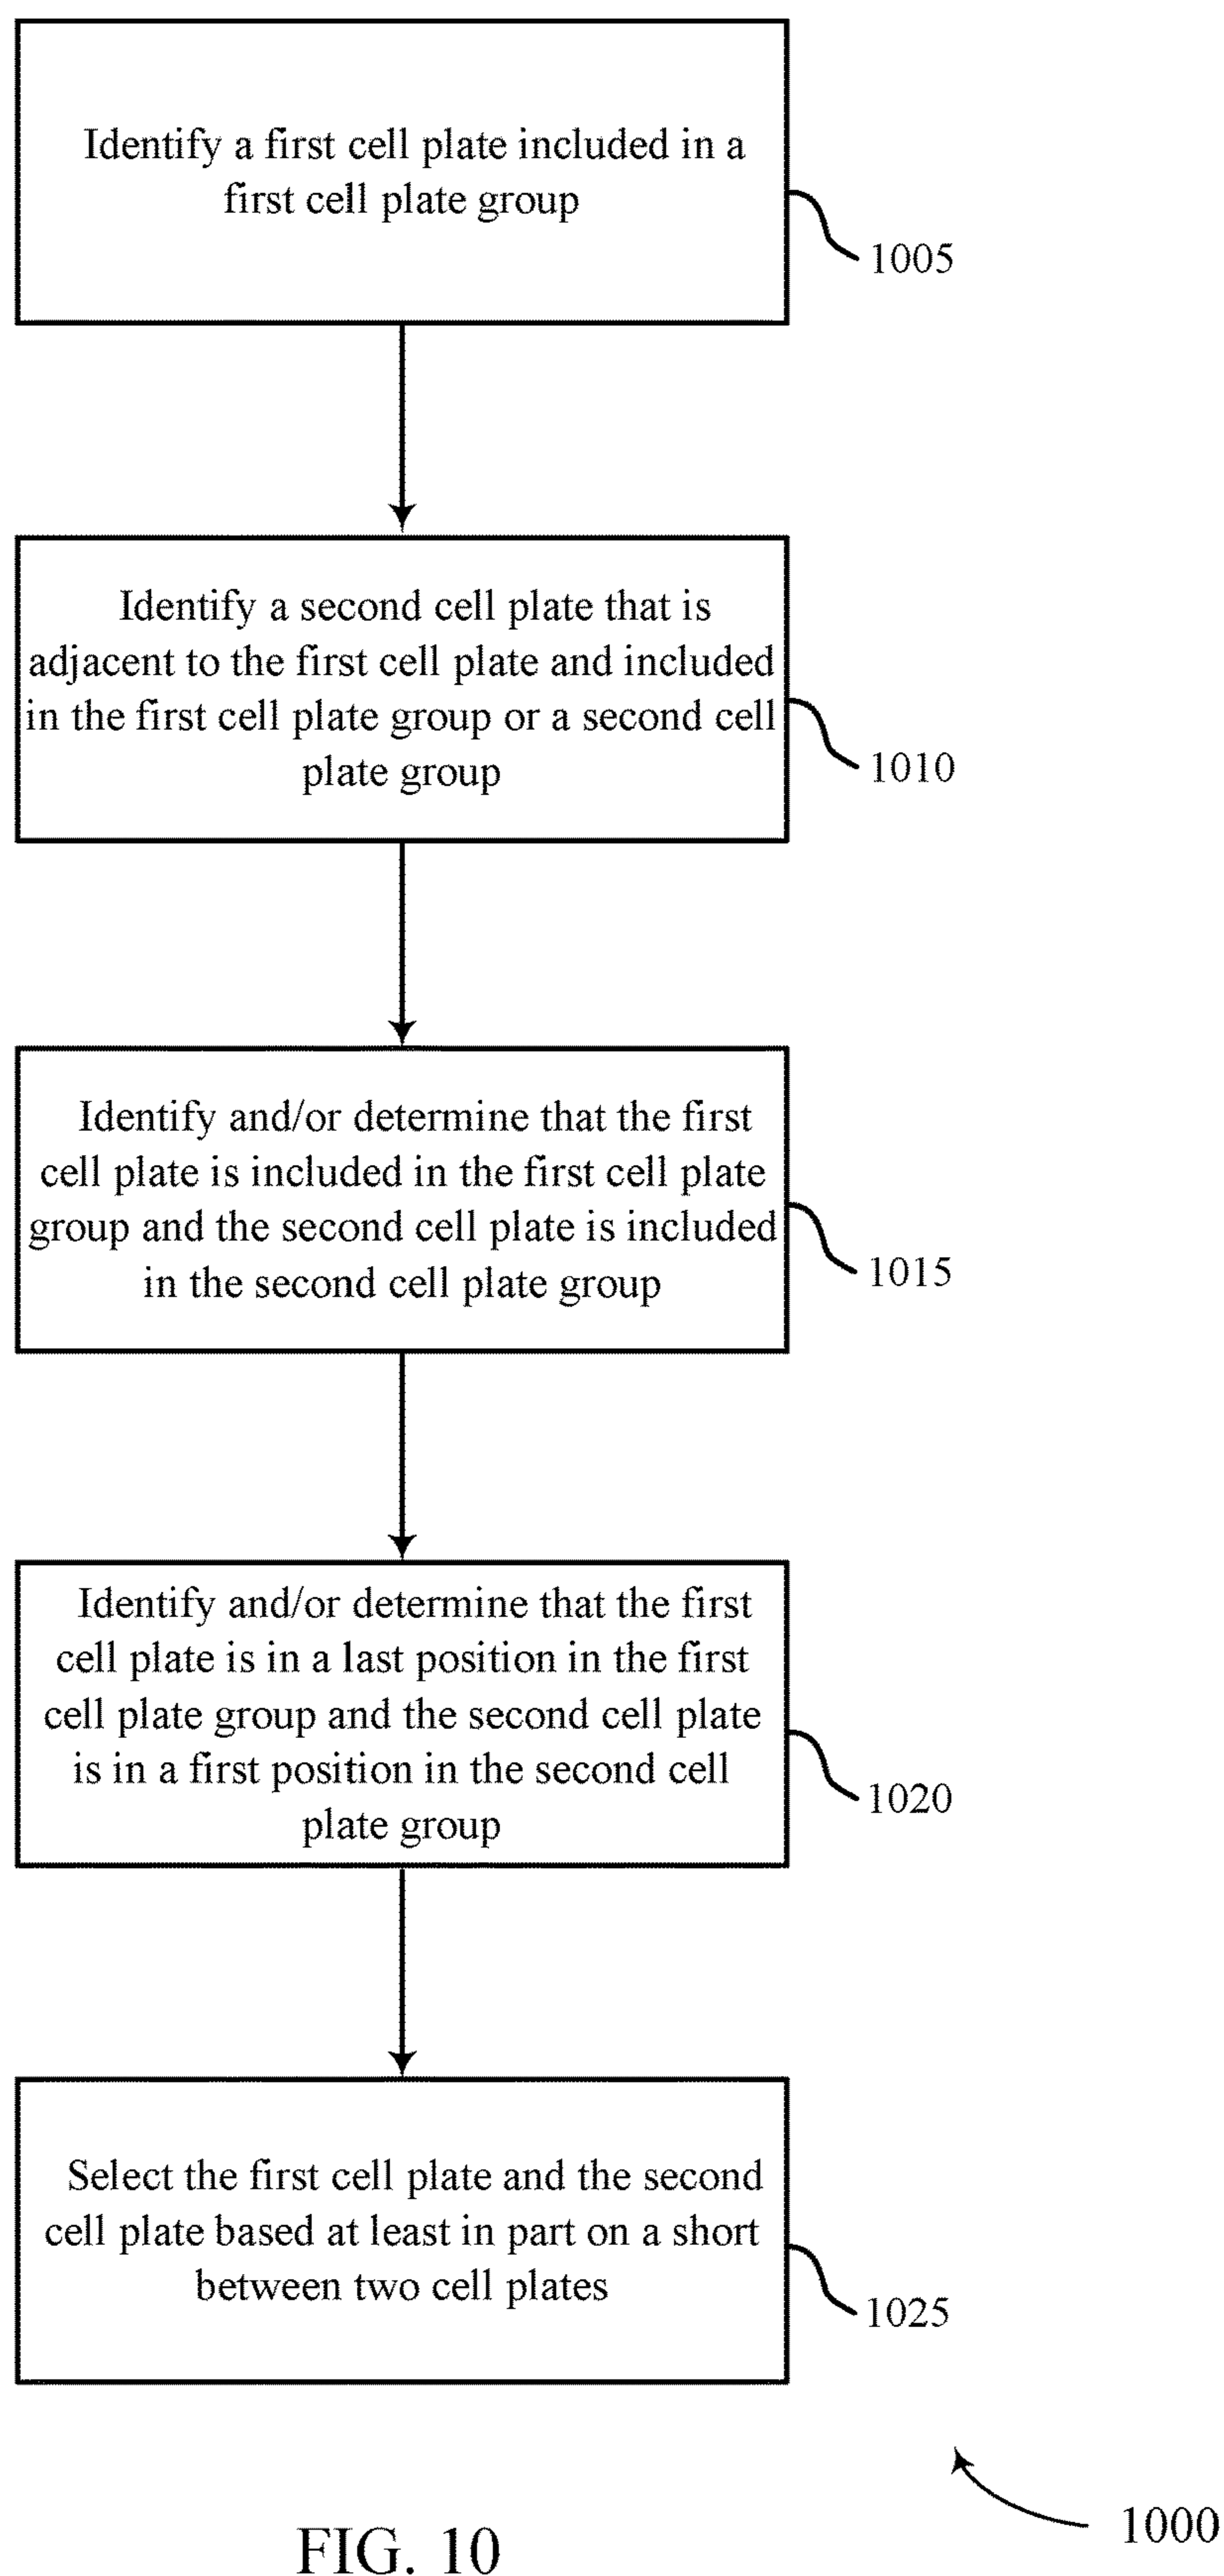 Identify a first cell plate included in a
first cell plate group
1005
Identify a second cell plate that is
adjacent to the first cell plate and included
in the first cell plate group or a second cell
plate group
1010
Identify and/or determine that the first
cell plate is included in the first cell plate
group and the second cell plate is included
in the second cell plate group
1015
Identify and/or determine that the first
cell plate is in a last position in the first
cell plate group and the second cell plate
is in a first position in the second cell
plate group
1020
Select the first cell plate and the second
cell plate based at least in part on a short
between two cell plates
1025
1000
FIG. 10